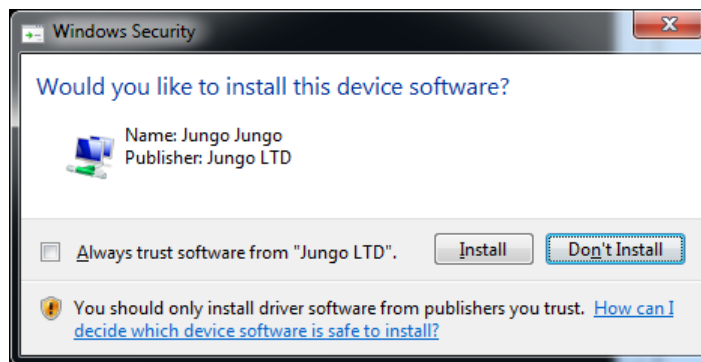 Windows Security
Would you like to install this device software?
Name: Jungo Jungo
Publisher: Jungo LTD
Always trust software from "Jungo LTD".
Install
Don't Install
You should only install driver software from publishers you trust. How can I
decide which device software is safe to install?